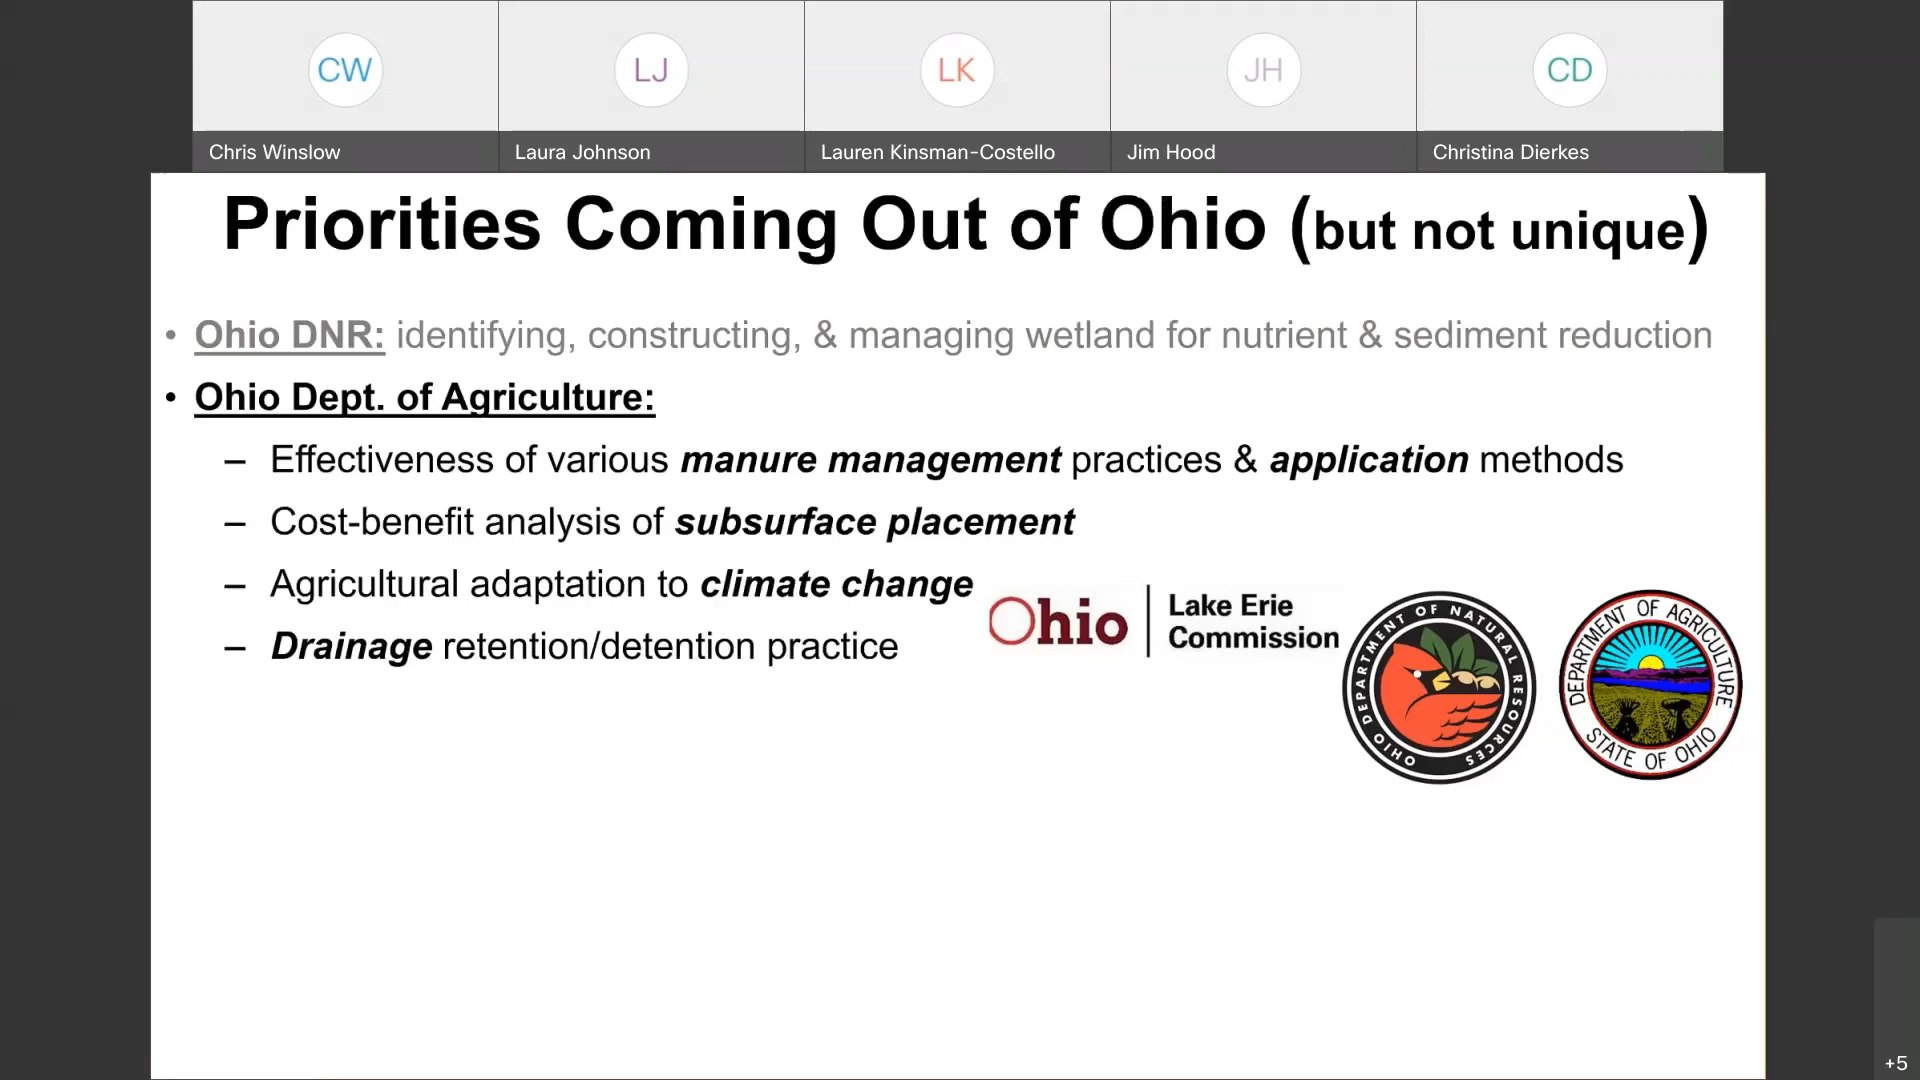 CW
LJ
LK
JH
CD
Chris Winslow
Laura Johnson
Lauren Kinsman-Costello
Jim Hood
Christina Dierkes
Priorities Coming Out of Ohio (but not unique)
• Ohio DNR: identifying, constructing, & managing wetland for nutrient & sediment reduction
• Ohio Dept. of Agriculture:
– Effectiveness of various manure management practices & application methods
– Cost-benefit analysis of subsurface placement
– Agricultural adaptation to climate change
– Drainage retention/detention practice
Ohio
Lake Erie
Commission
OHIO DEPARTMENT OF NATURAL RESOURCES
DEPARTMENT OF AGRICULTURE
STATE OF OHIO
+5